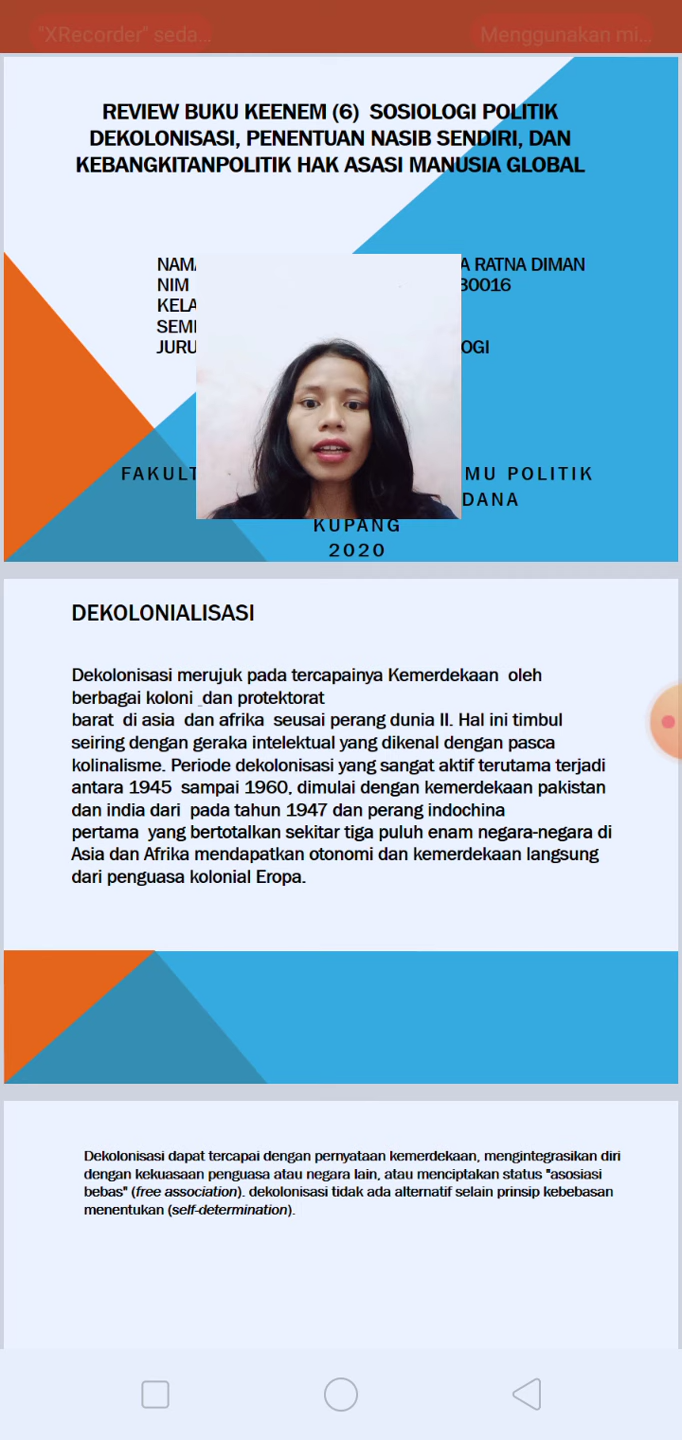 "XRecorder" seda...
Menggunakan mi...
REVIEW BUKU KEENEM (6) SOSIOLOGI POLITIK
DEKOLONISASI, PENENTUAN NASIB SENDIRI, DAN
KEBANGKITANPOLITIK HAK ASASI MANUSIA GLOBAL
NAMA RATNA DIMAN
NIM 30016
KELA
SEME
JURU OGI
FAKULT MU POLITIK
DANA
KUPANG
2020
DEKOLONIALISASI
Dekolonisasi merujuk pada tercapainya Kemerdekaan oleh
berbagai koloni _dan protektorat
barat di asia dan afrika seusai perang dunia II. Hal ini timbul
seiring dengan geraka intelektual yang dikenal dengan pasca
kolinalisme. Periode dekolonisasi yang sangat aktif terutama terjadi
antara 1945 sampai 1960, dimulai dengan kemerdekaan pakistan
dan india dari pada tahun 1947 dan perang indochina
pertama yang bertotalkan sekitar tiga puluh enam negara-negara di
Asia dan Afrika mendapatkan otonomi dan kemerdekaan langsung
dari penguasa kolonial Eropa.
Dekolonisasi dapat tercapai dengan pernyataan kemerdekaan, mengintegrasikan diri
dengan kekuasaan penguasa atau negara lain, atau menciptakan status "asosiasi
bebas" (free association). dekolonisasi tidak ada alternatif selain prinsip kebebasan
menentukan (self-determination).